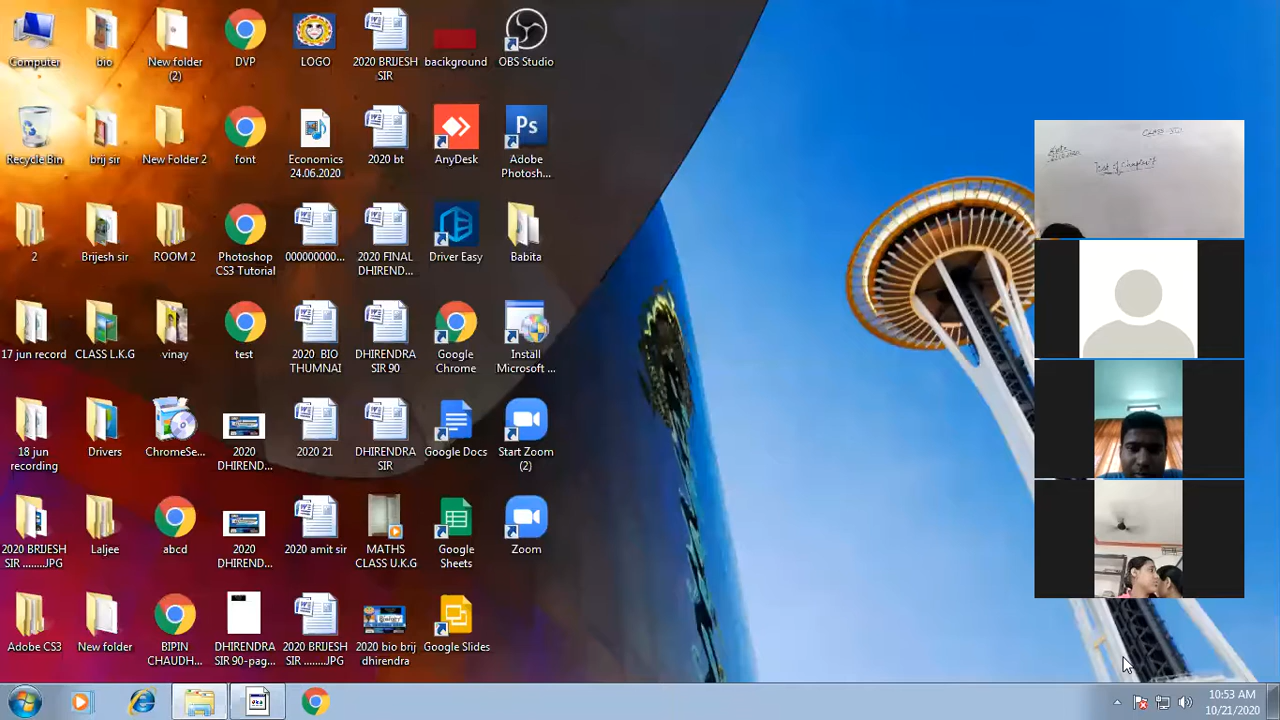 Computer
bio
New folder
(2)
DVP
LOGO
2020 BRIJESH
SIR
bacikground
OBS Studio
Recycle Bin
brij sir
New Folder 2
font
Economics
24.06.2020
2020 bt
AnyDesk
Ps
Adobe
Photosh...
2
Brijesh sir
ROOM 2
Photoshop
CS3 Tutorial
000000000...
2020 FINAL
DHIREND...
Driver Easy
Babita
17 jun record
CLASS L.K.G
vinay
test
2020 BIO
THUMNAI
DHIRENDRA
SIR 90
Google
Chrome
Install
Microsoft ...
18 jun
recording
Drivers
ChromeSe...
2020
DHIREND...
2020 21
DHIRENDRA
SIR
Google Docs
Start Zoom
(2)
2020 BRIJESH
SIR ........JPG
Laljee
abcd
2020
DHIREND...
2020 amit sir
MATHS
CLASS U.K.G
Google
Sheets
Zoom
Adobe CS3
New folder
BIPIN
CHAUDH...
DHIRENDRA
SIR 90-pag...
2020 BRIJESH
SIR ........JPG
2020 bio brij
dhirendra
Google Slides
Test of Chapter
10:53 AM
10/21/2020